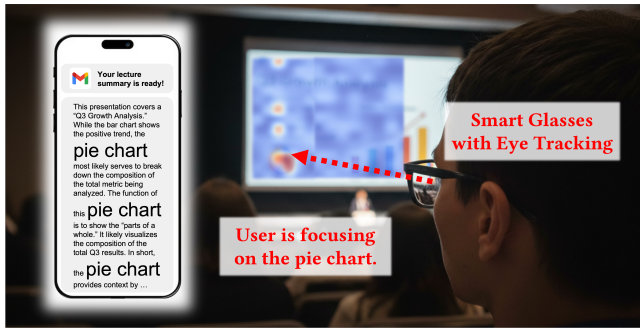 Your lecture
summary is ready!
This presentation covers a
“Q3 Growth Analysis.”
While the bar chart shows
the positive trend, the
pie chart
most likely serves to break
down the composition of
the total metric being
analyzed. The function of
this pie chart
is to show the “parts of a
whole.” It likely visualizes
the composition of the
total Q3 results. In short,
the pie chart
provides context by ...
Smart Glasses
with Eye Tracking
User is focusing
on the pie chart.